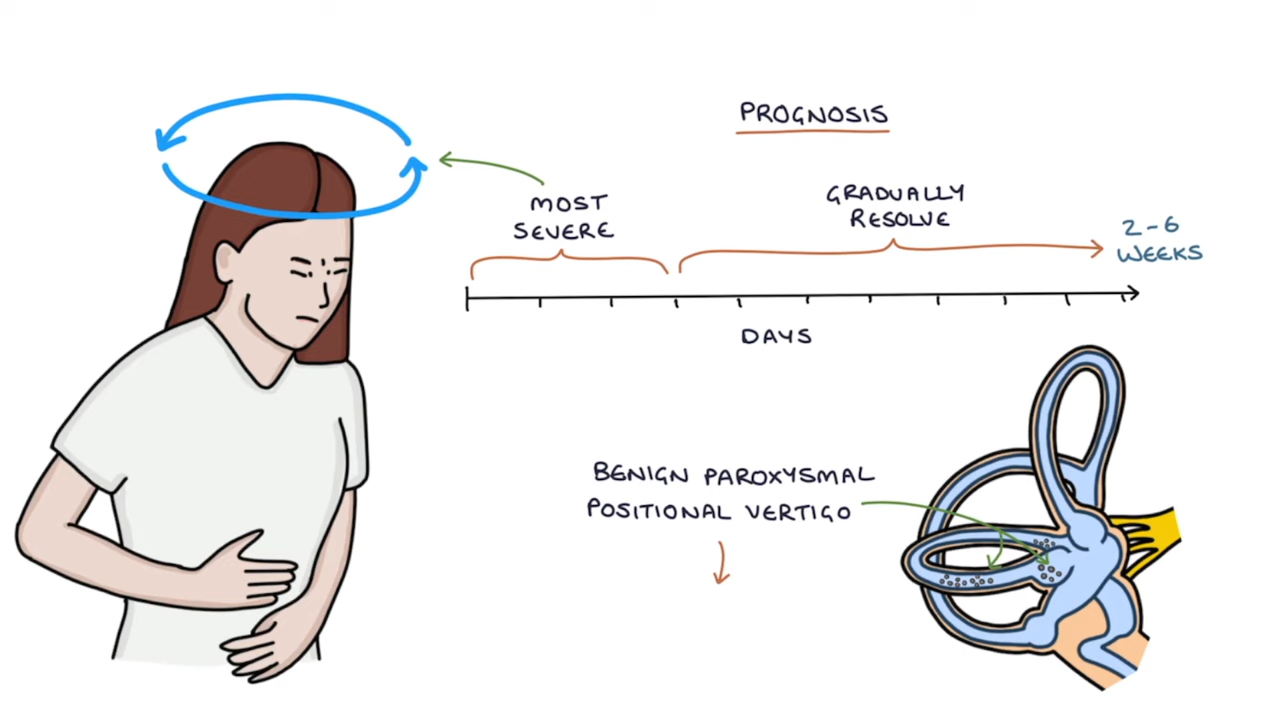 PROGNOSIS
MOST
SEVERE
GRADUALLY
RESOLVE
2-6
WEEKS
DAYS
BENIGN PAROXYSMAL
POSITIONAL VERTIGO